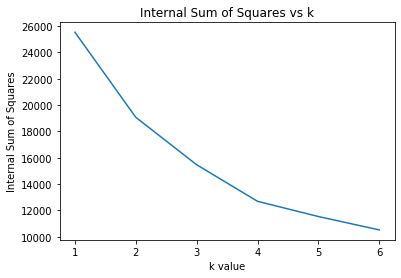 Internal Sum of Squares vs k
26000
24000
22000
20000
18000
16000
14000
12000
10000
Internal Sum of Squares
1 2 3 4 5 6
k value